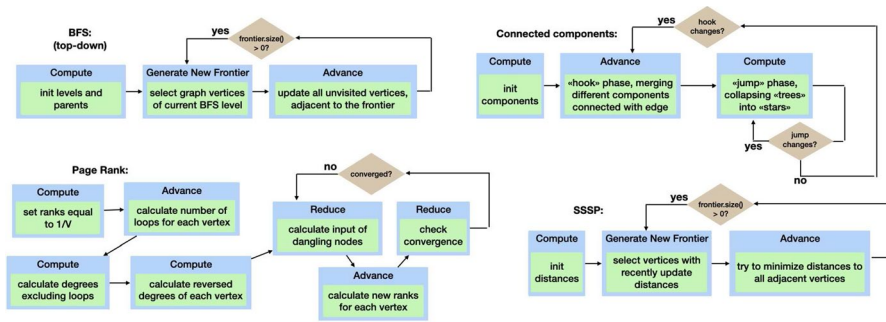 BFS:
(top-down)
yes
frontier.size()
> 0?
Compute
init levels and
parents
Generate New Frontier
select graph vertices
of current BFS level
Advance
update all unvisited vertices,
adjacent to the frontier
Connected components:
yes
hook
changes?
Compute
init
components
Advance
«hook» phase, merging
different components
connected with edge
Compute
«jump» phase,
collapsing «trees»
into «stars»
yes
jump
changes?
no
Page Rank
Compute
set ranks equal
to 1/V
Advance
calculate number of
loops for each vertex
Compute
calculate degrees
excluding loops
Compute
calculate reversed
degrees of each vertex
no
converged?
Reduce
calculate input of
dangling nodes
Advance
calculate new ranks
for each vertex
Reduce
check
convergence
SSSP:
yes
frontier.size()
> 0?
Compute
init
distances
Generate New Frontier
select vertices with
recently update
distances
Advance
try to minimize distances to
all adjacent vertices